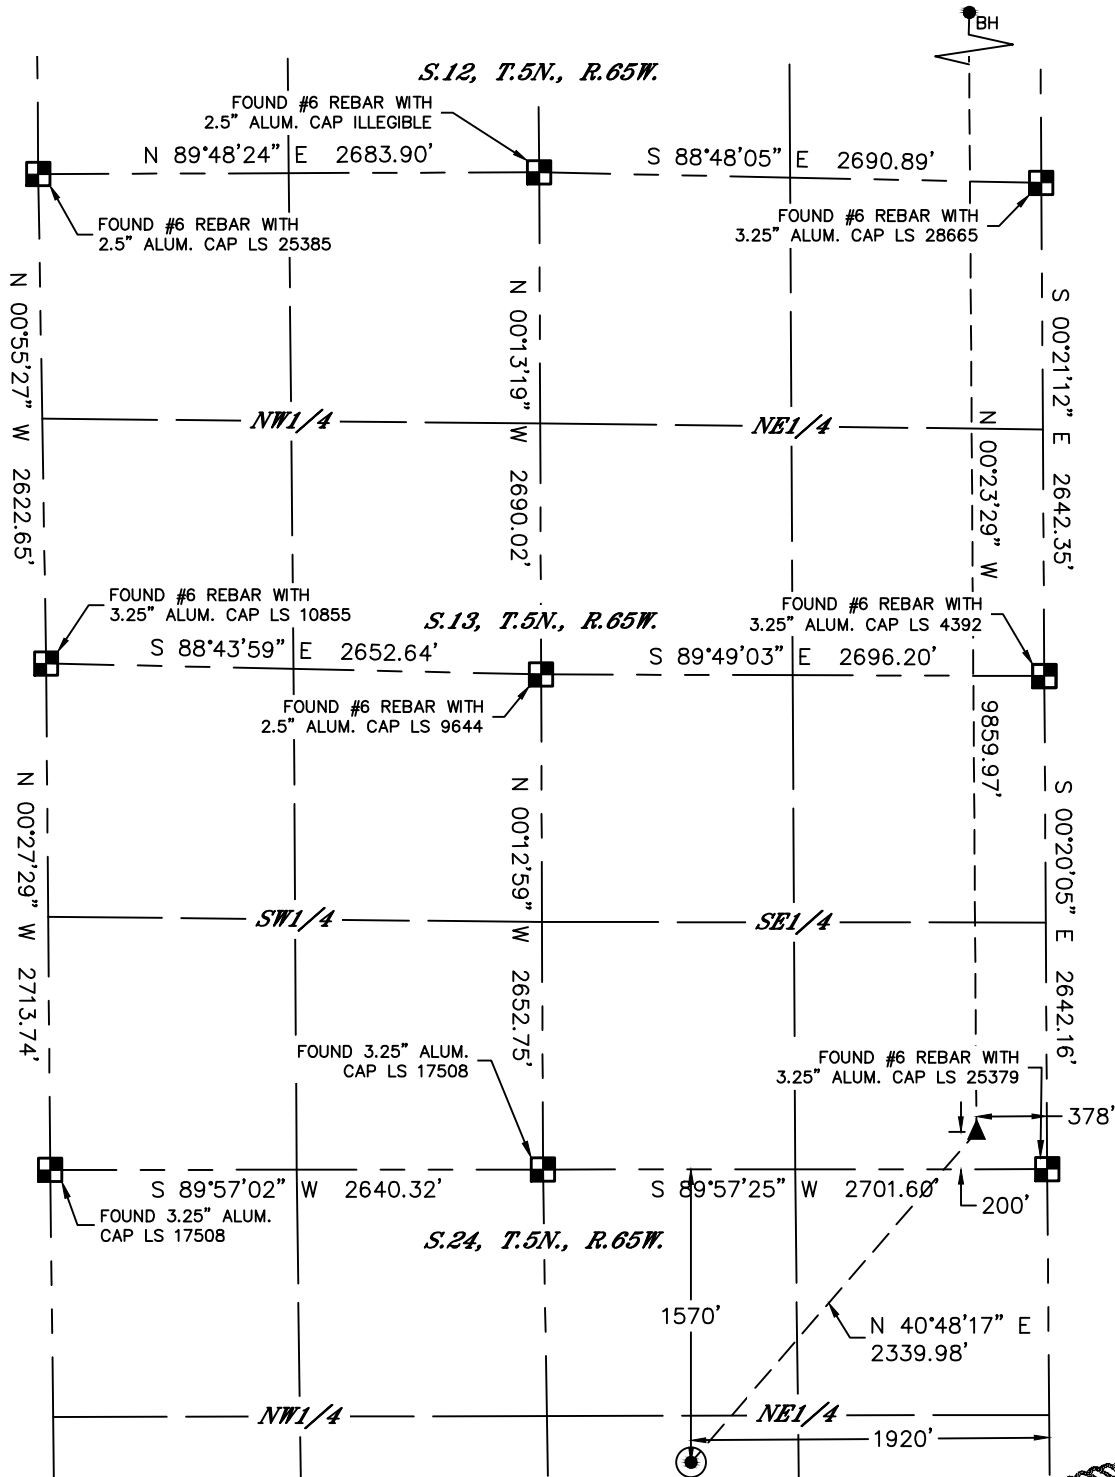 BH
S.12, T.5N., R.65W.
FOUND #6 REBAR WITH
2.5" ALUM. CAP ILLEGIBLE
N 89°48'24" E 2683.90'
S 88°48'05" E 2690.89'
FOUND #6 REBAR WITH
2.5" ALUM. CAP LS 25385
FOUND #6 REBAR WITH
3.25" ALUM. CAP LS 28665
N 00°55'27" W 2622.65'
N 00°13'19" W 2690.02'
S 00°21'12" E 2642.35'
N 00°23'29" W 9859.97'
NW1/4
NE1/4
FOUND #6 REBAR WITH
3.25" ALUM. CAP LS 10855
S.13, T.5N., R.65W.
FOUND #6 REBAR WITH
3.25" ALUM. CAP LS 4392
S 88°43'59" E 2652.64'
S 89°49'03" E 2696.20'
FOUND #6 REBAR WITH
2.5" ALUM. CAP LS 9644
N 00°27'29" W 2713.74'
N 00°12'59" W 2652.75'
S 00°20'05" E 2642.16'
SW1/4
SE1/4
FOUND 3.25" ALUM.
CAP LS 17508
FOUND #6 REBAR WITH
3.25" ALUM. CAP LS 25379
378'
S 89°57'02" W 2640.32'
S 89°57'25" W 2701.60'
200'
FOUND 3.25" ALUM.
CAP LS 17508
S.24, T.5N., R.65W.
1570'
N 40°48'17" E
2339.98'
NW1/4
NE1/4
1920'